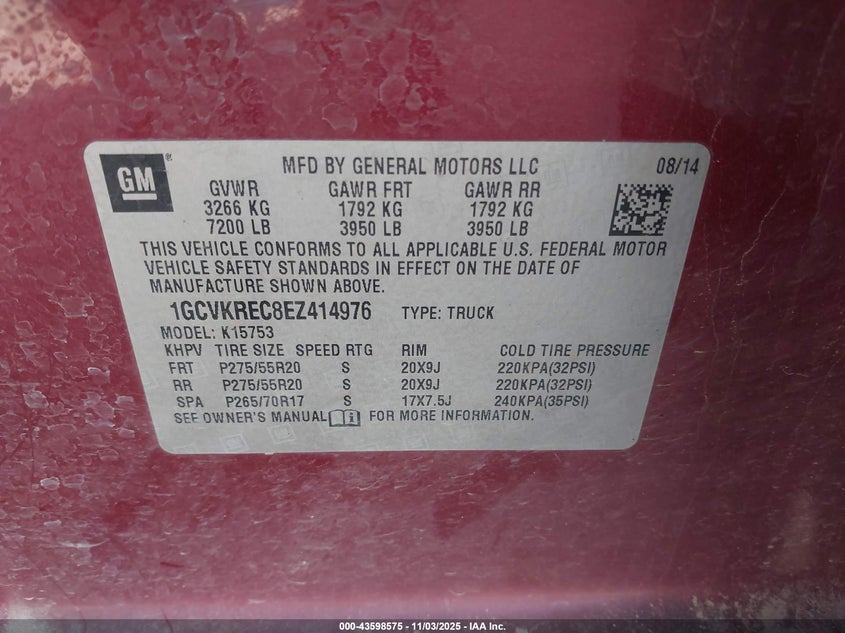 GM ®
MFD BY GENERAL MOTORS LLC 08/14
GVWR GAWR FRT GAWR RR
3266 KG 1792 KG 1792 KG
7200 LB 3950 LB 3950 LB
THIS VEHICLE CONFORMS TO ALL APPLICABLE U.S. FEDERAL MOTOR
VEHICLE SAFETY STANDARDS IN EFFECT ON THE DATE OF
MANUFACTURE SHOWN ABOVE.
1GCVKREC8EZ414976 TYPE: TRUCK
MODEL: K15753
KHPV TIRE SIZE SPEED RTG RIM COLD TIRE PRESSURE
FRT P275/55R20 S 20X9J 220KPA(32PSI)
RR P275/55R20 S 20X9J 220KPA(32PSI)
SPA P265/70R17 S 17X7.5J 240KPA(35PSI)
SEE OWNER'S MANUAL FOR MORE INFORMATION.
000-43598575 - 11/03/2025 - IAA Inc.